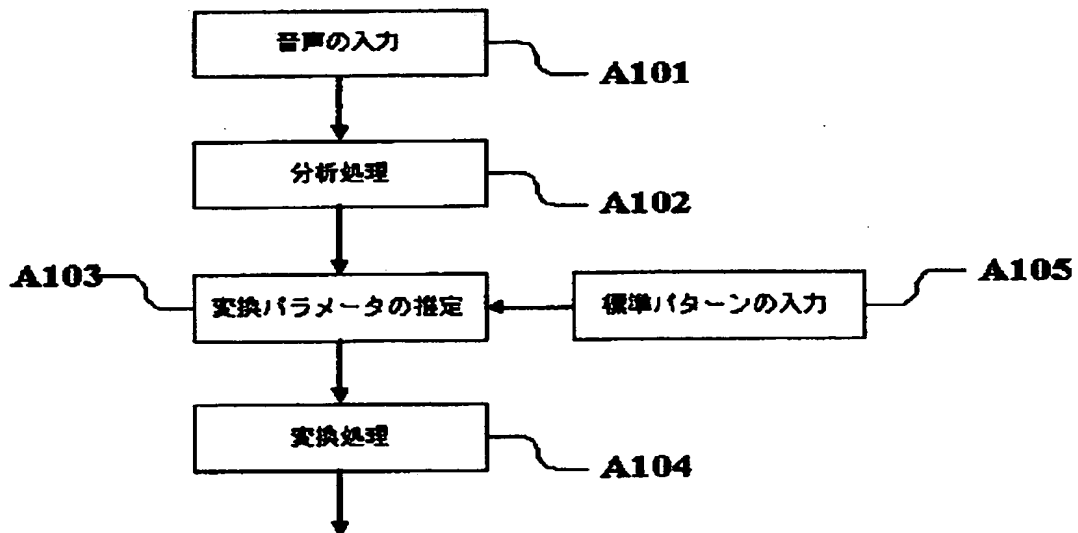 音声の入力
A101
分析処理
A102
A103
変換パラメータの推定
標準パターンの入力
A105
変換処理
A104